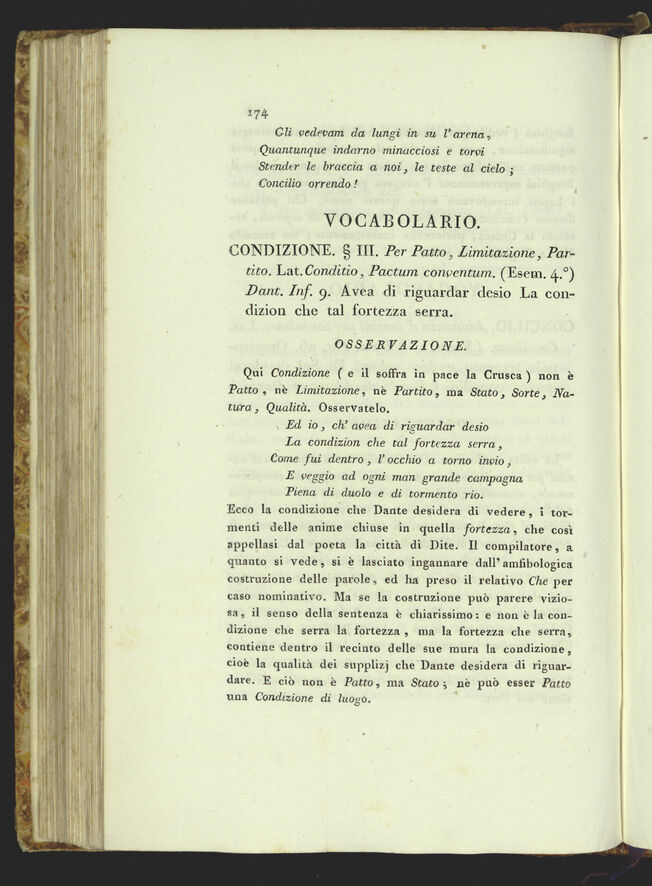 174
Gli vedevam da lungi in su l'arena,
Quantunque indarno minacciosi e torvi
Stender le braccia a noi, le teste al cielo;
Concilio orrendo!
VOCABOLARIO.
CONDIZIONE. § III. Per Patto, Limitazione, Par-
tito. Lat. Conditio, Pactum conventum. (Esem. 4.°)
Dant. Inf. 9. Avea di riguardar desio La con-
dizion che tal fortezza serra.
OSSERVAZIONE.
Qui Condizione ( e il soffra in pace la Crusca ) non è
Patto, nè Limitazione, nè Partito, ma Stato, Sorte, Na-
tura, Qualità. Osservatelo.
Ed io, ch' avea di riguardar desio
La condizion che tal fortezza serra,
Come fui dentro, l'occhio a torno invio,
E veggio ad ogni man grande campagna
Piena di duolo e di tormento rio.
Ecco la condizione che Dante desidera di vedere, i tor-
menti delle anime chiuse in quella fortezza, che così
appellasi dal poeta la città di Dite. Il compilatore, a
quanto si vede, si è lasciato ingannare dall'amfibologica
costruzione delle parole, ed ha preso il relativo Che per
caso nominativo. Ma se la costruzione può parere vizio-
sa, il senso della sentenza è chiarissimo: e non è la con-
dizione che serra la fortezza, ma la fortezza che serra,
contiene dentro il recinto delle sue mura la condizione,
cioè la qualità dei supplizj che Dante desidera di riguar-
dare. E ciò non è Patto, ma Stato; nè può esser Patto
una Condizione di luogo.